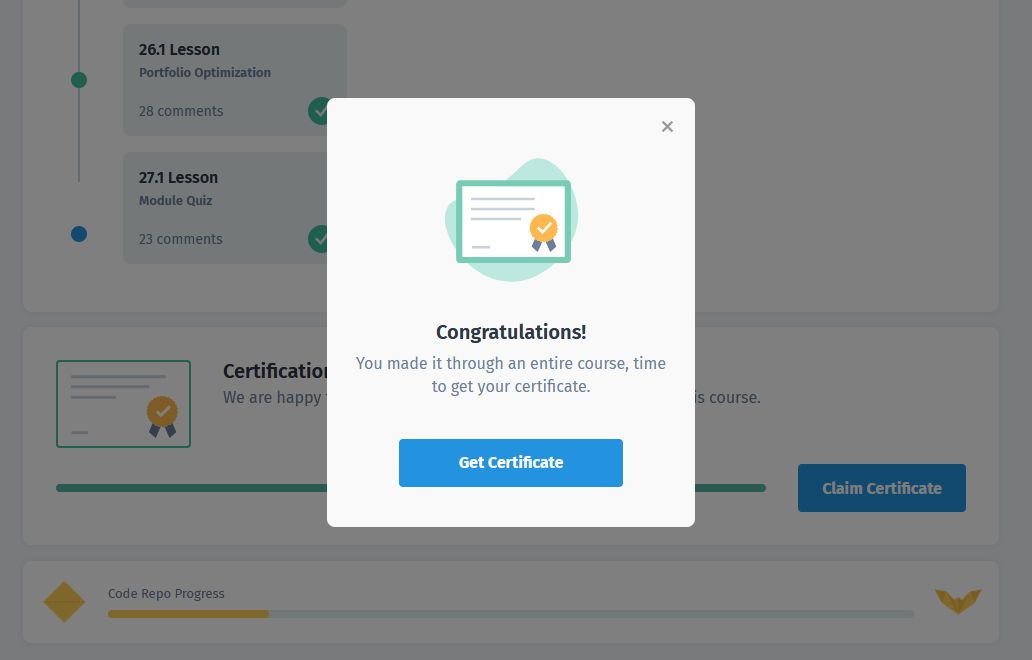 26.1 Lesson
Portfolio Optimization
28 comments
27.1 Lesson
Module Quiz
23 comments
Congratulations!
You made it through an entire course, time
to get your certificate.
Get Certificate
Certification
We are happy is course.
Claim Certificate
Code Repo Progress